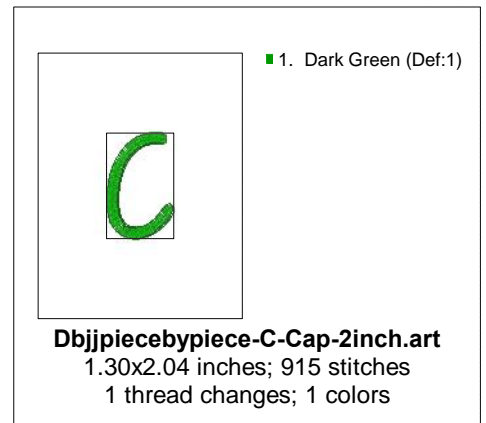 1. Dark Green (Def:1)
C
Dbjjpiecebypiece-C-Cap-2inch.art
1.30x2.04 inches; 915 stitches
1 thread changes; 1 colors